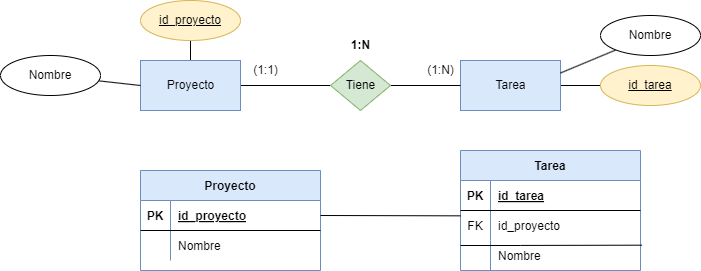 id_proyecto
Nombre
1:N
Nombre
Proyecto
(1:1)
Tiene
(1:N)
Tarea
id_tarea
Proyecto
PK id_proyecto
Nombre
Tarea
PK id_tarea
FK id_proyecto
Nombre